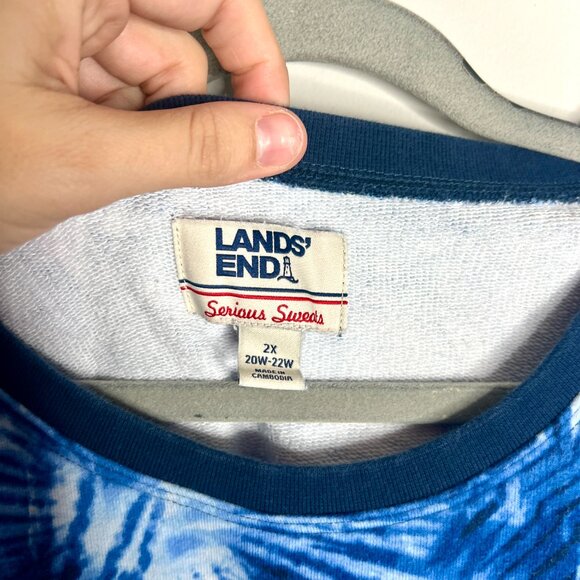 LANDS'
END
Serious Sweats
2X
20W-22W
MADE IN
CAMBODIA